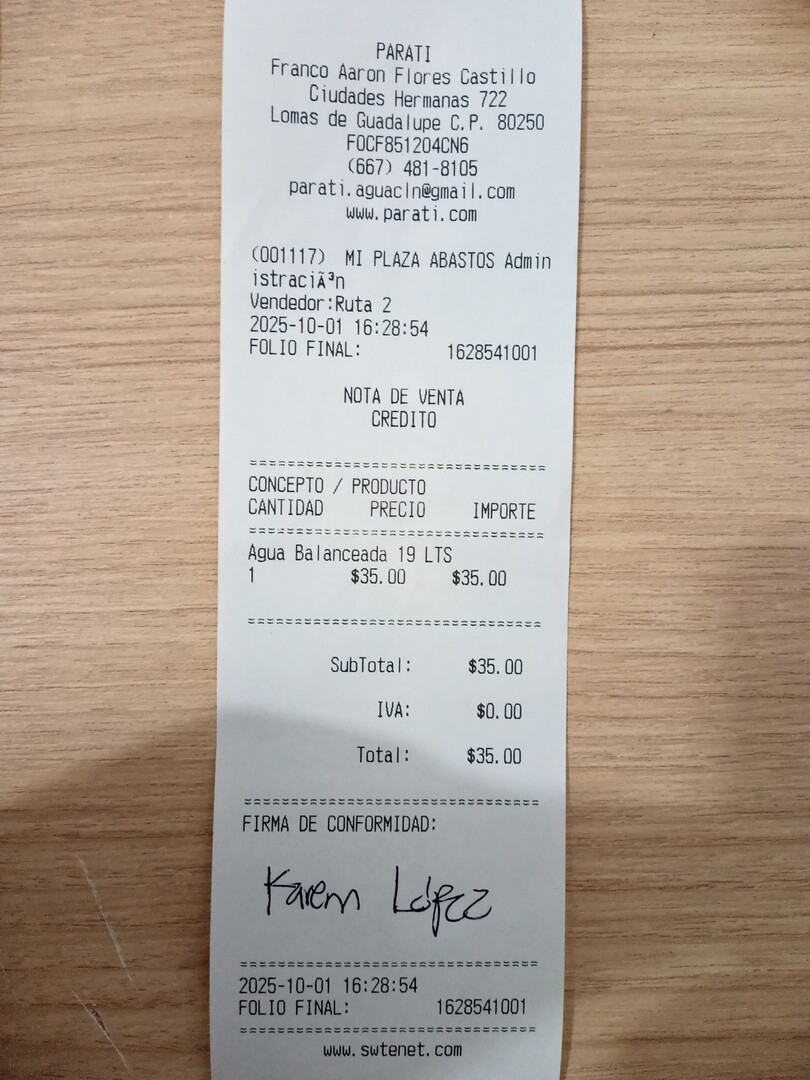 PARATI
Franco Aaron Flores Castillo
Ciudades Hermanas 722
Lomas de Guadalupe C.P. 80250
FOCF851204CN6
(667) 481-8105
parati.aguacln@gmail.com
www.parati.com
(001117) MI PLAZA ABASTOS Admin
istraciÃ³n
Vendedor:Ruta 2
2025-10-01 16:28:54
FOLIO FINAL: 1628541001
NOTA DE VENTA
CREDITO
===============================
CONCEPTO / PRODUCTO
CANTIDAD PRECIO IMPORTE
===============================
Agua Balanceada 19 LTS
1 $35.00 $35.00
===============================
SubTotal: $35.00
IVA: $0.00
Total: $35.00
===============================
FIRMA DE CONFORMIDAD:
Karem López
===============================
2025-10-01 16:28:54
FOLIO FINAL: 1628541001
===============================
www.swtenet.com